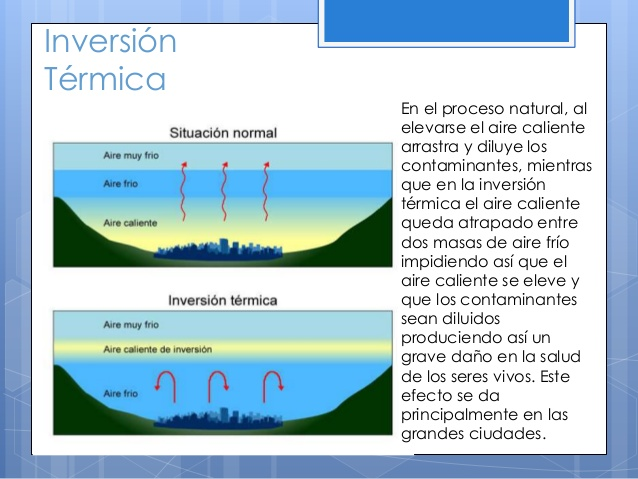 Inversión
Térmica
Situación normal
Aire muy frio
Aire frio
Aire caliente
Inversión térmica
Aire muy frio
Aire caliente de inversión
Aire frio
En el proceso natural, al
elevarse el aire caliente
arrastra y diluye los
contaminantes, mientras
que en la inversión
térmica el aire caliente
queda atrapado entre
dos masas de aire frío
impidiendo así que el
aire caliente se eleve y
que los contaminantes
sean diluidos
produciendo así un
grave daño en la salud
de los seres vivos. Este
efecto se da
principalmente en las
grandes ciudades.